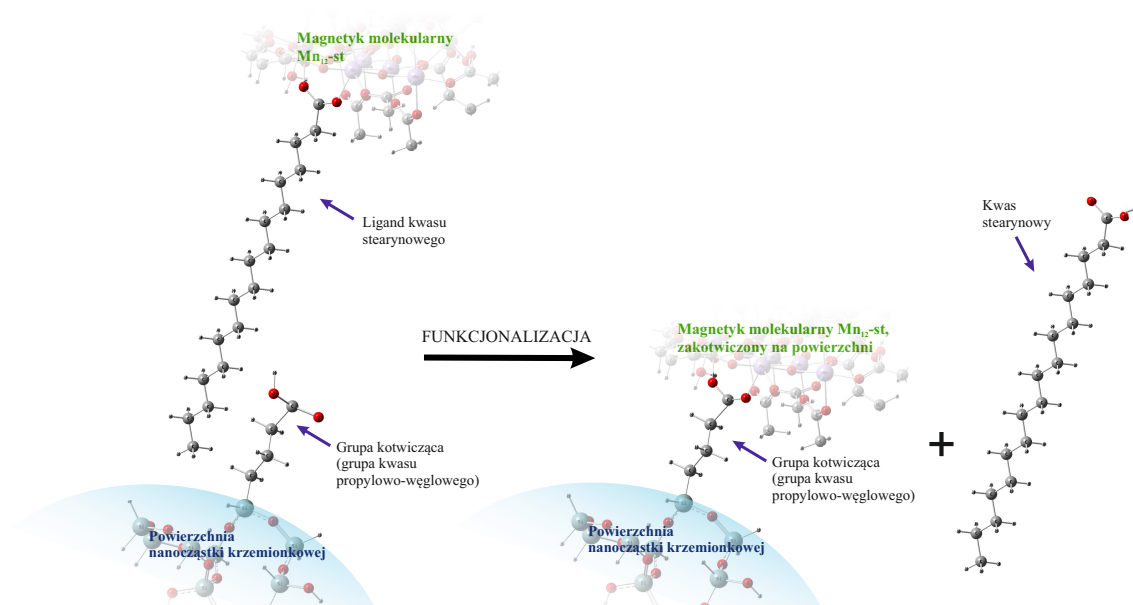 Magnetyk molekularny
Mn₁₂-st
Ligand kwasu
stearynowego
Grupa kotwicząca
(grupa kwasu
propylowo-węglowego)
Powierzchnia
nanocząstki krzemionkowej
FUNKCJONALIZACJA
Magnetyk molekularny Mn₁₂-st,
zakotwiczony na powierzchni
Grupa kotwicząca
(grupa kwasu
propylowo-węglowego)
Powierzchnia
nanocząstki krzemionkowej
+
Kwas
stearynowy